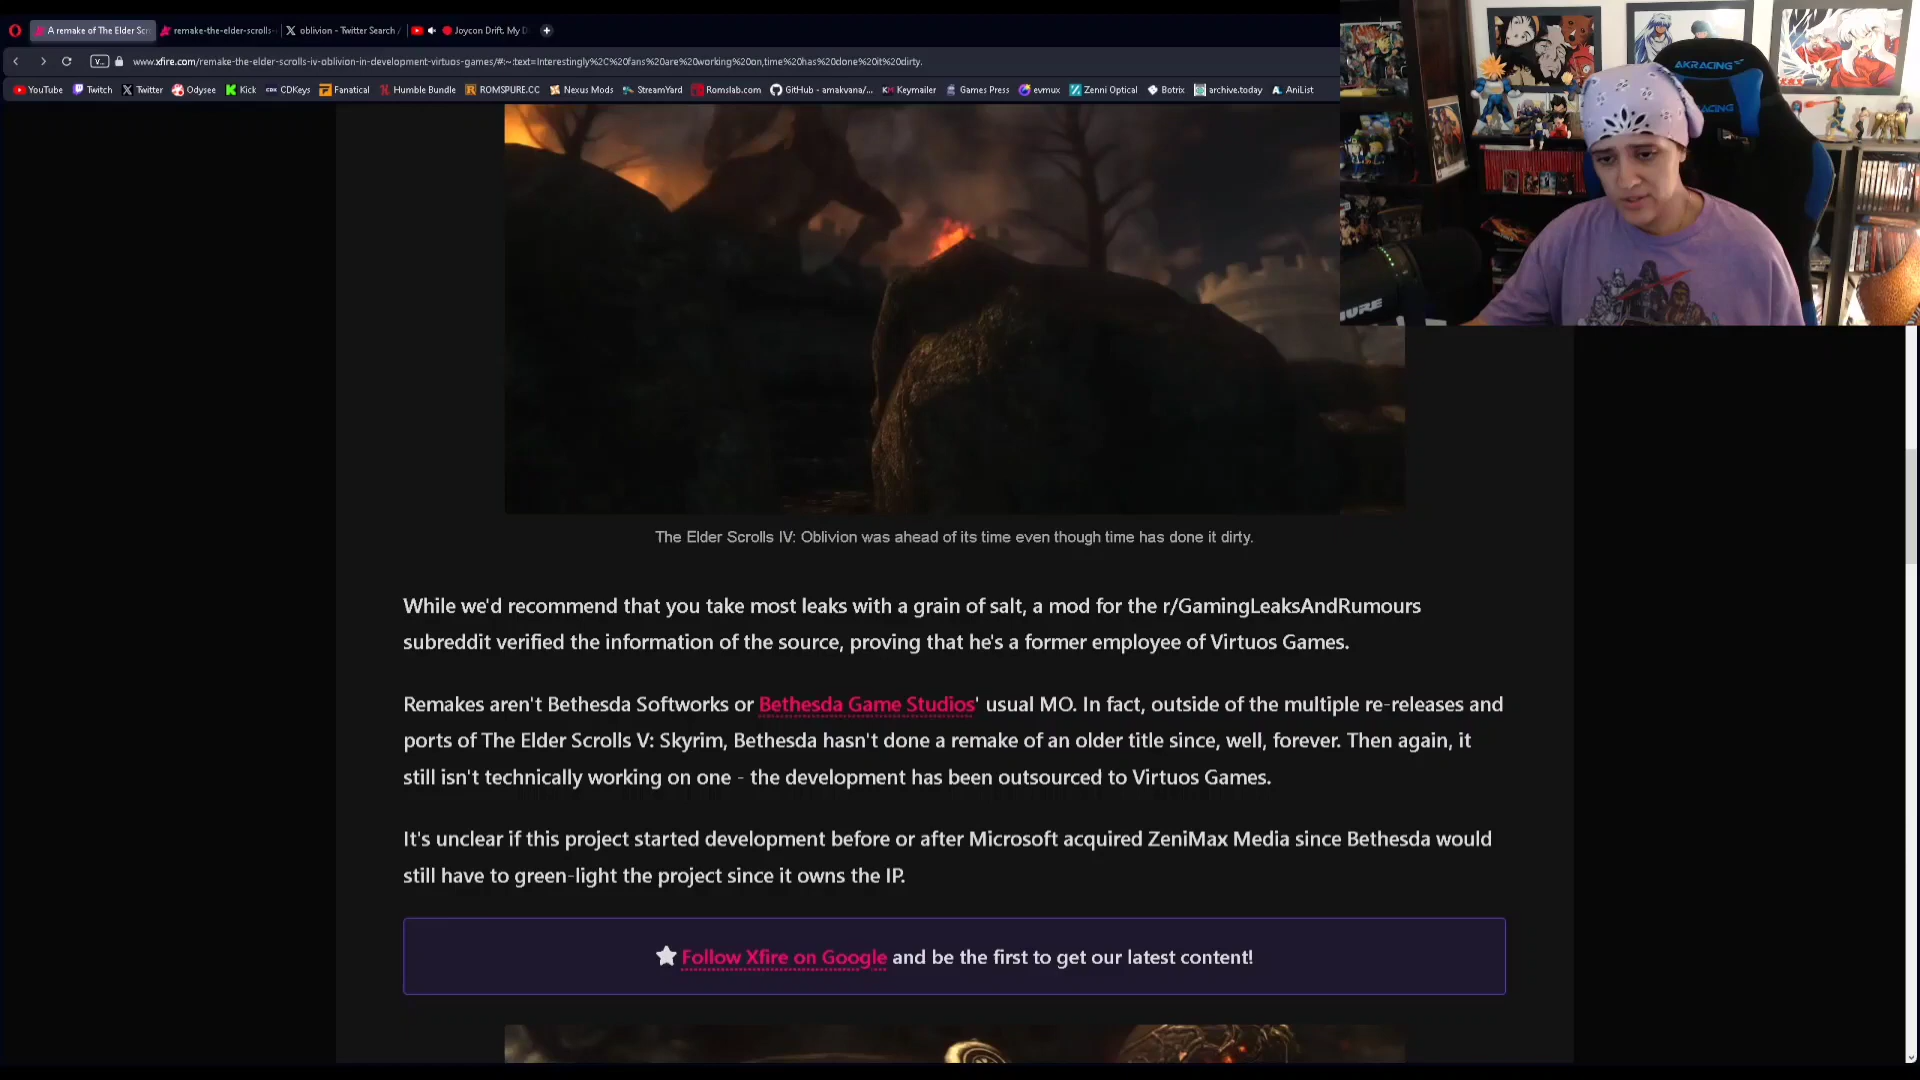 A remake of The Elder Scr
remake-the-elder-scrolls-
oblivion - Twitter Search /
Joycon Drift, My D
www.xfire.com/remake-the-elder-scrolls-iv-oblivion-in-development-virtuos-games/#:~:text=Interestingly%2C%20fans%20are%20working%20on,time%20has%20done%20it%20dirty.
YouTube Twitch Twitter Odysee Kick CDKeys Fanatical Humble Bundle ROMSPURE.CC Nexus Mods StreamYard Romslab.com GitHub - amakvana/... Keymailer Games Press evmux Zenni Optical Botrix archive.today AniList
AKRACING
AKRACING
The Elder Scrolls IV: Oblivion was ahead of its time even though time has done it dirty.
While we'd recommend that you take most leaks with a grain of salt, a mod for the r/GamingLeaksAndRumours
subreddit verified the information of the source, proving that he's a former employee of Virtuos Games.
Remakes aren't Bethesda Softworks or Bethesda Game Studios' usual MO. In fact, outside of the multiple re-releases and
ports of The Elder Scrolls V: Skyrim, Bethesda hasn't done a remake of an older title since, well, forever. Then again, it
still isn't technically working on one - the development has been outsourced to Virtuos Games.
It's unclear if this project started development before or after Microsoft acquired ZeniMax Media since Bethesda would
still have to green-light the project since it owns the IP.
Follow Xfire on Google and be the first to get our latest content!